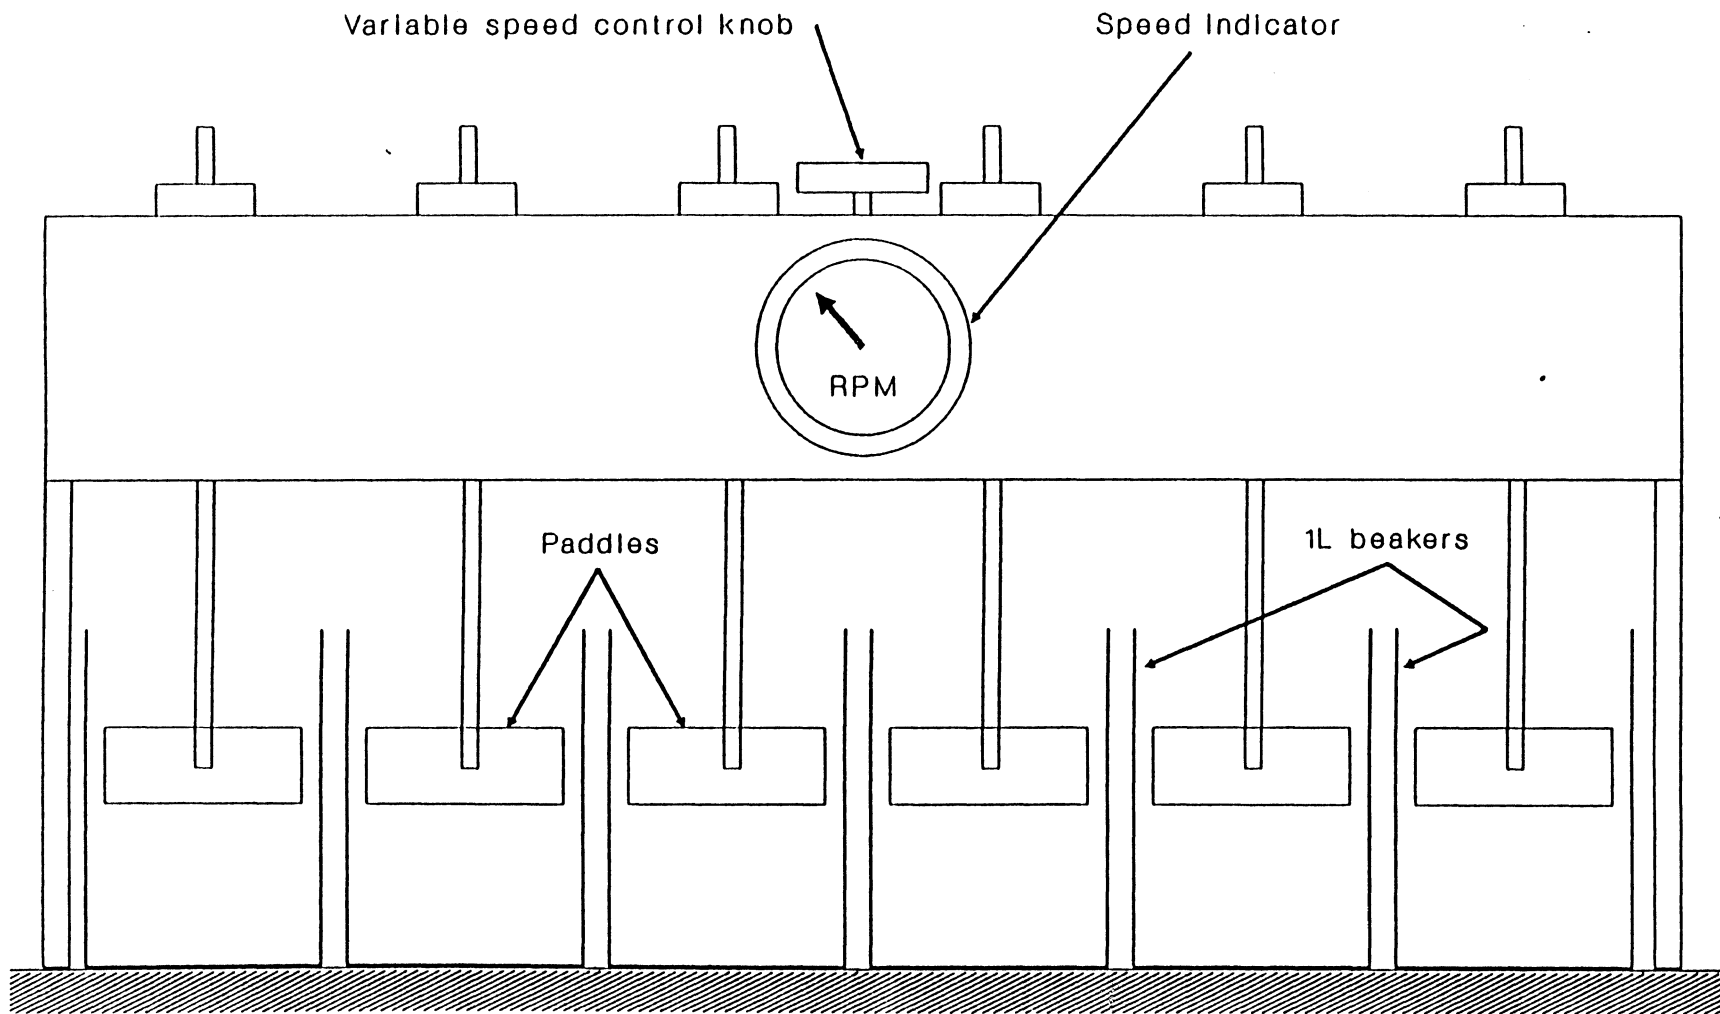 Variable speed control knob
Speed Indicator
RPM
Paddles
1L beakers